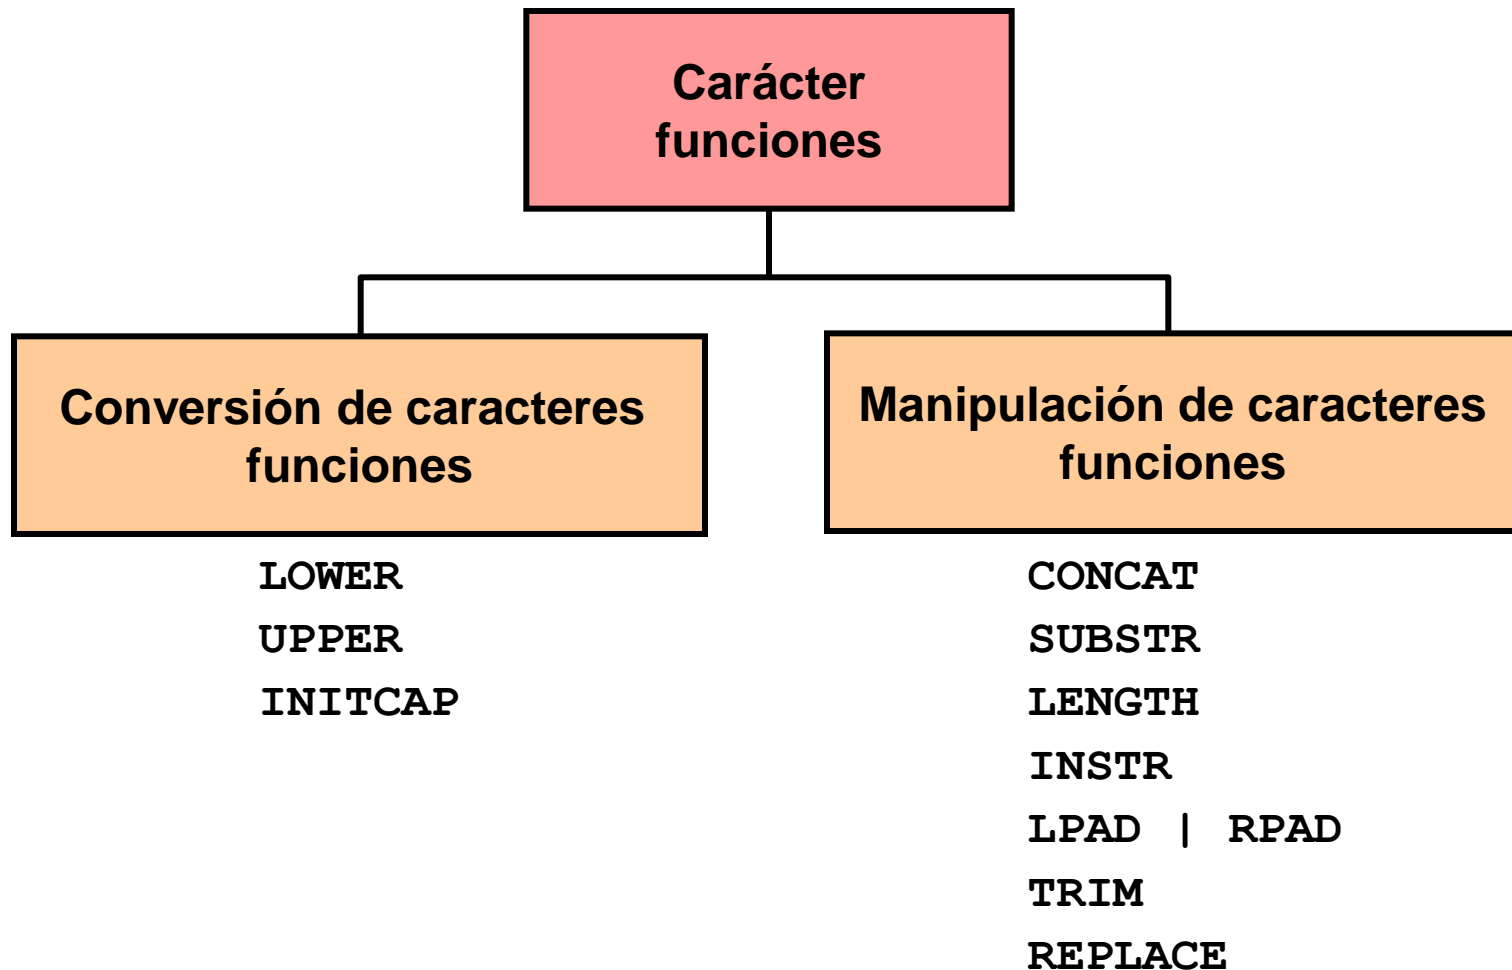 Carácter
funciones
Conversión de caracteres
funciones
LOWER
UPPER
INITCAP
Manipulación de caracteres
funciones
CONCAT
SUBSTR
LENGTH
INSTR
LPAD | RPAD
TRIM
REPLACE